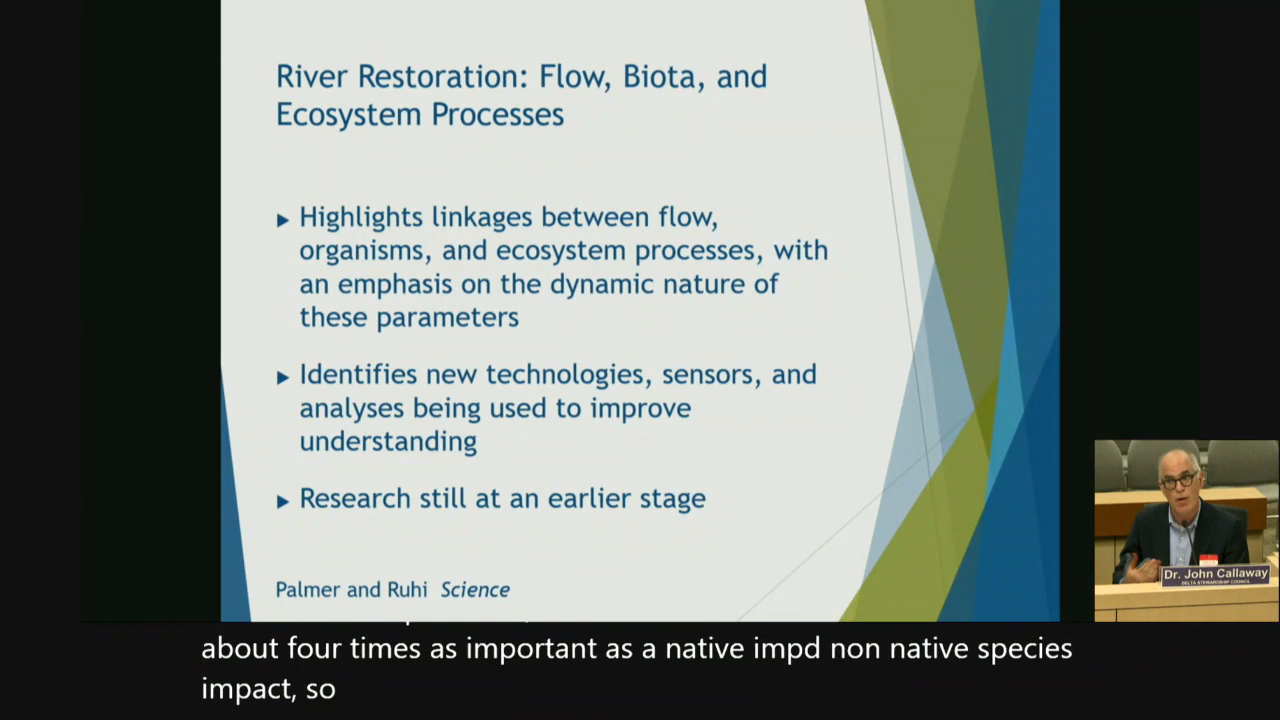 River Restoration: Flow, Biota, and
Ecosystem Processes
Highlights linkages between flow,
organisms, and ecosystem processes, with
an emphasis on the dynamic nature of
these parameters
Identifies new technologies, sensors, and
analyses being used to improve
understanding
Research still at an earlier stage
Palmer and Ruhi Science
Dr. John Callaway
DELTA STEWARDSHIP COUNCIL
about four times as important as a native impd non native species
impact, so